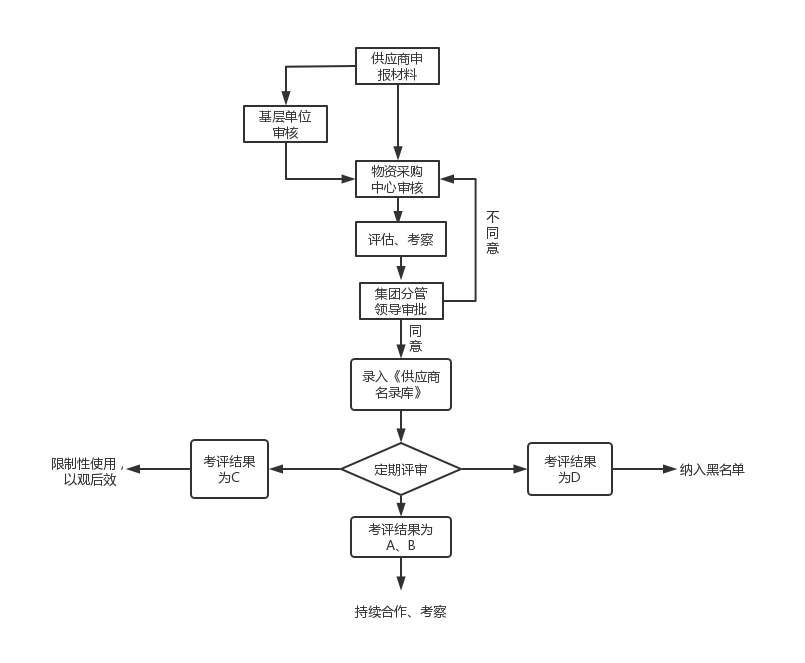 供应商申
报材料
基层单位
审核
物资采购
中心审核
不
同
意
评估、考察
集团分管
领导审批
同
意
录入《供应商
名录库》
限制性使用，
以观后效
考评结果
为C
定期评审
考评结果
为D
纳入黑名单
考评结果为
A、B
持续合作、考察